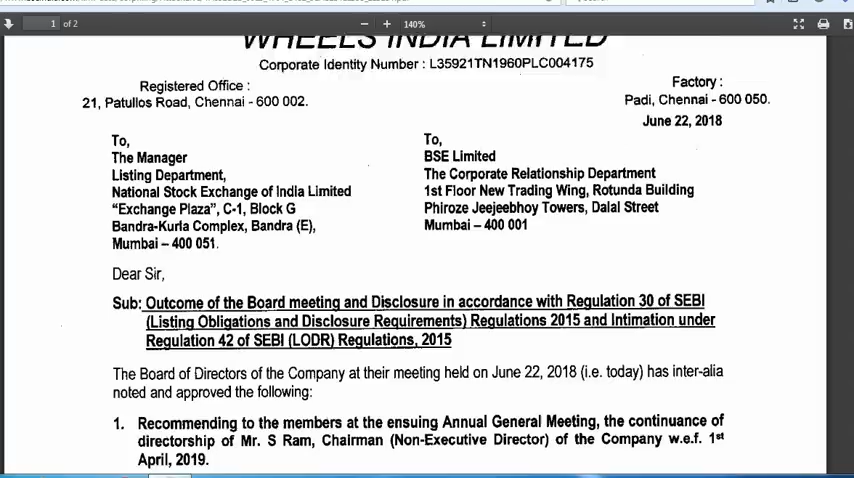 1 of 2
140%
WHEELS INDIA LIMITED
Corporate Identity Number : L35921TN1960PLC004175
Registered Office :
21, Patullos Road, Chennai - 600 002.
Factory :
Padi, Chennai - 600 050.
June 22, 2018
To,
The Manager
Listing Department,
National Stock Exchange of India Limited
"Exchange Plaza", C-1, Block G
Bandra-Kurla Complex, Bandra (E),
Mumbai – 400 051.
To,
BSE Limited
The Corporate Relationship Department
1st Floor New Trading Wing, Rotunda Building
Phiroze Jeejeebhoy Towers, Dalal Street
Mumbai – 400 001
Dear Sir,
Sub: Outcome of the Board meeting and Disclosure in accordance with Regulation 30 of SEBI
(Listing Obligations and Disclosure Requirements) Regulations 2015 and Intimation under
Regulation 42 of SEBI (LODR) Regulations, 2015
The Board of Directors of the Company at their meeting held on June 22, 2018 (i.e. today) has inter-alia
noted and approved the following:
1. Recommending to the members at the ensuing Annual General Meeting, the continuance of
directorship of Mr. S Ram, Chairman (Non-Executive Director) of the Company w.e.f. 1st
April, 2019.